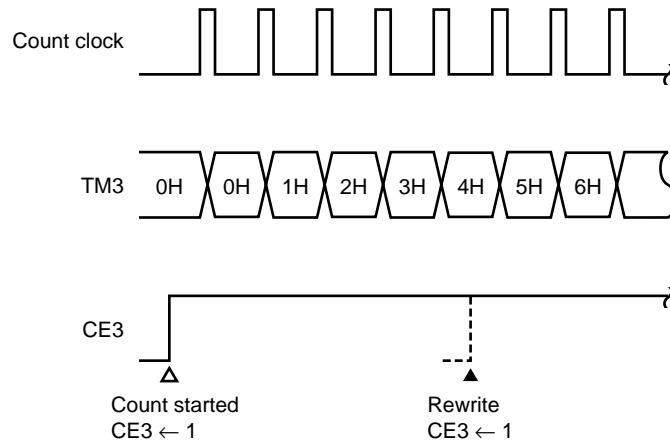 Count clock
TM3 0H 0H 1H 2H 3H 4H 5H 6H
CE3
Count started
CE3 ← 1
Rewrite
CE3 ← 1